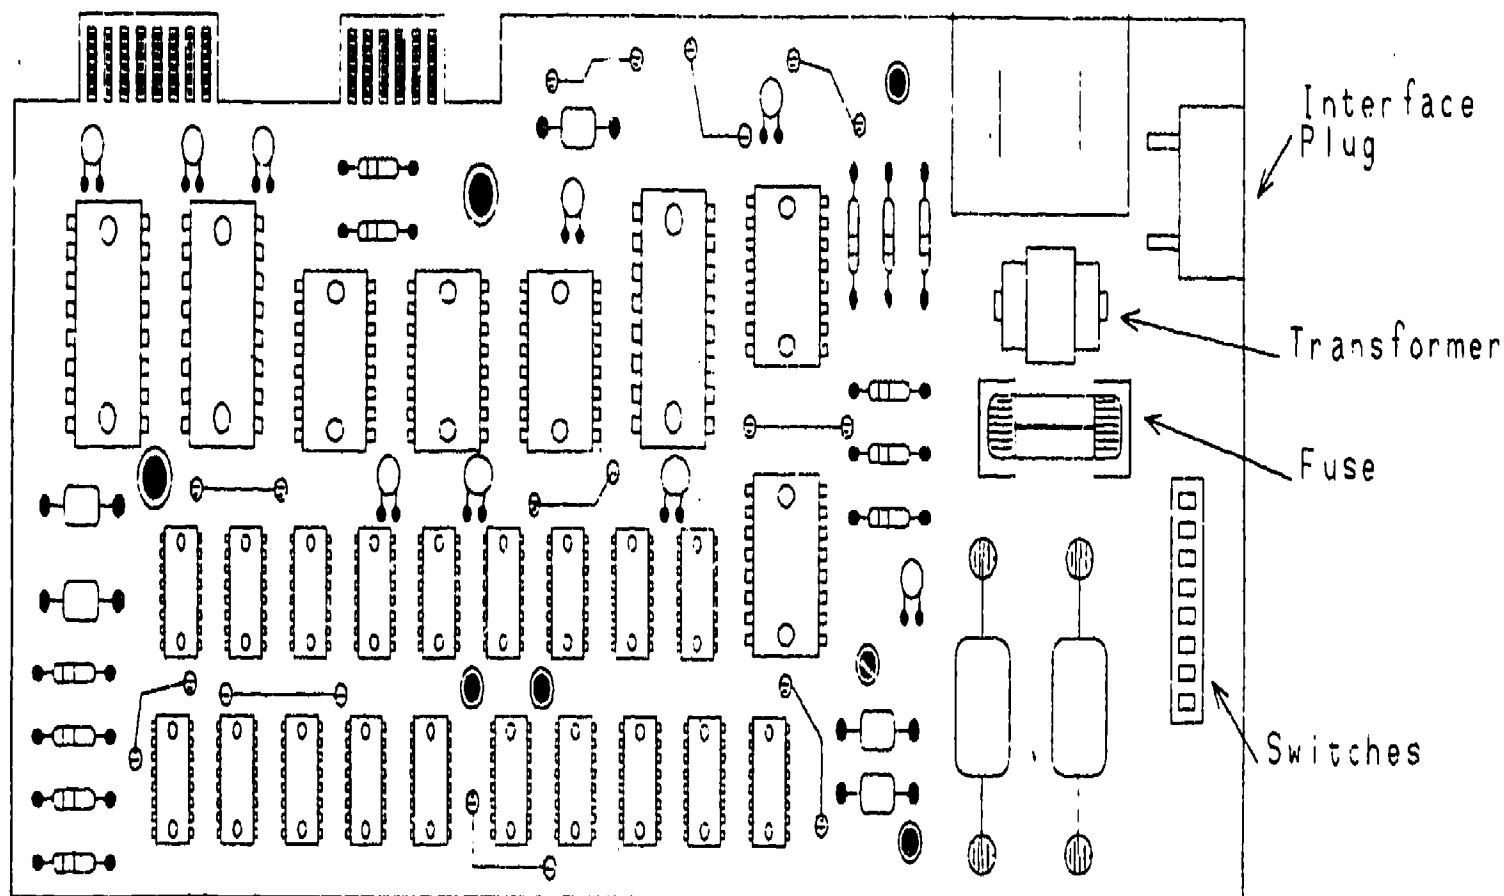 Interface
Plug
Transformer
Fuse
Switches